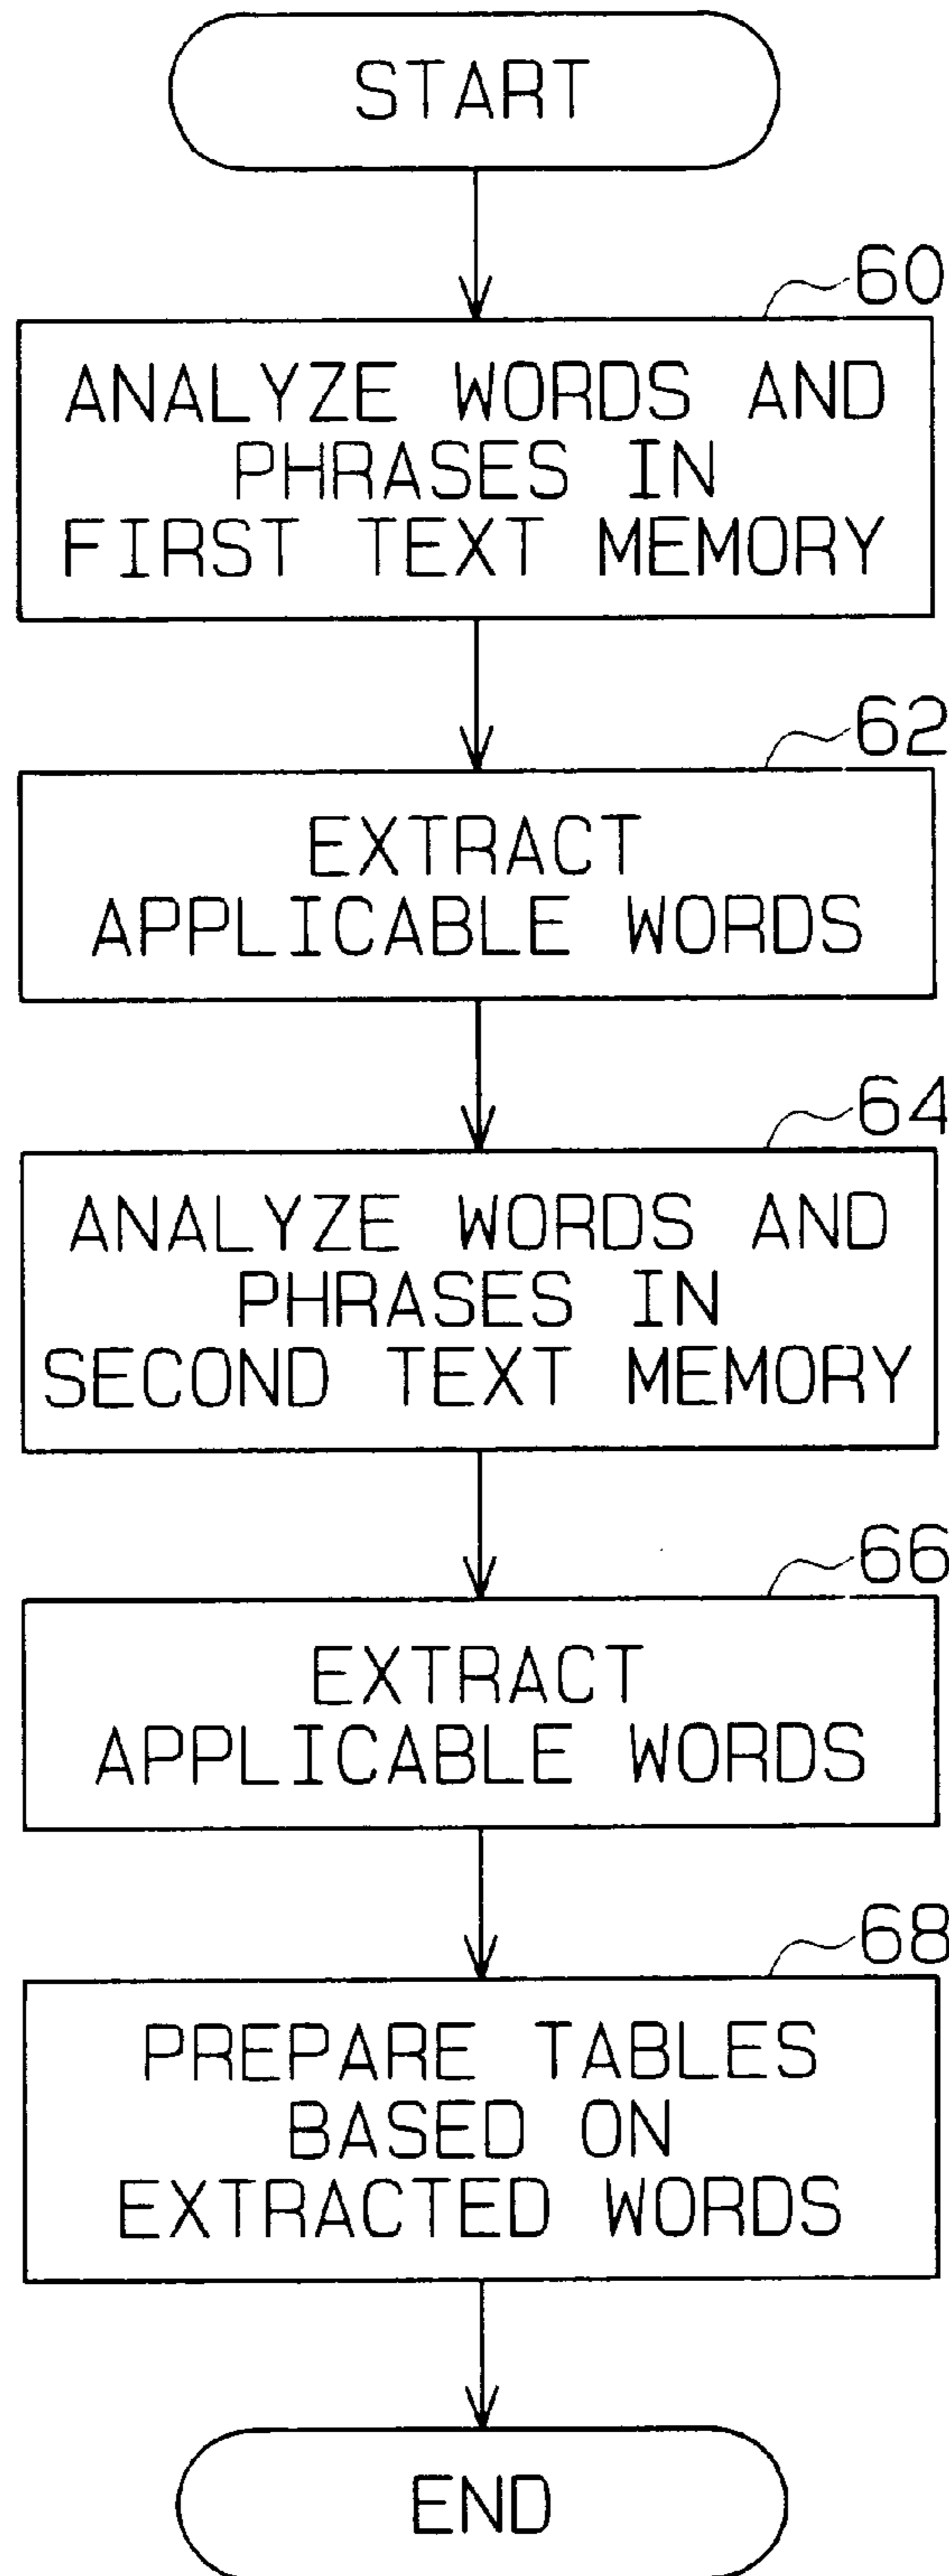 START
60
ANALYZE WORDS AND
PHRASES IN
FIRST TEXT MEMORY
62
EXTRACT
APPLICABLE WORDS
64
ANALYZE WORDS AND
PHRASES IN
SECOND TEXT MEMORY
66
EXTRACT
APPLICABLE WORDS
68
PREPARE TABLES
BASED ON
EXTRACTED WORDS
END